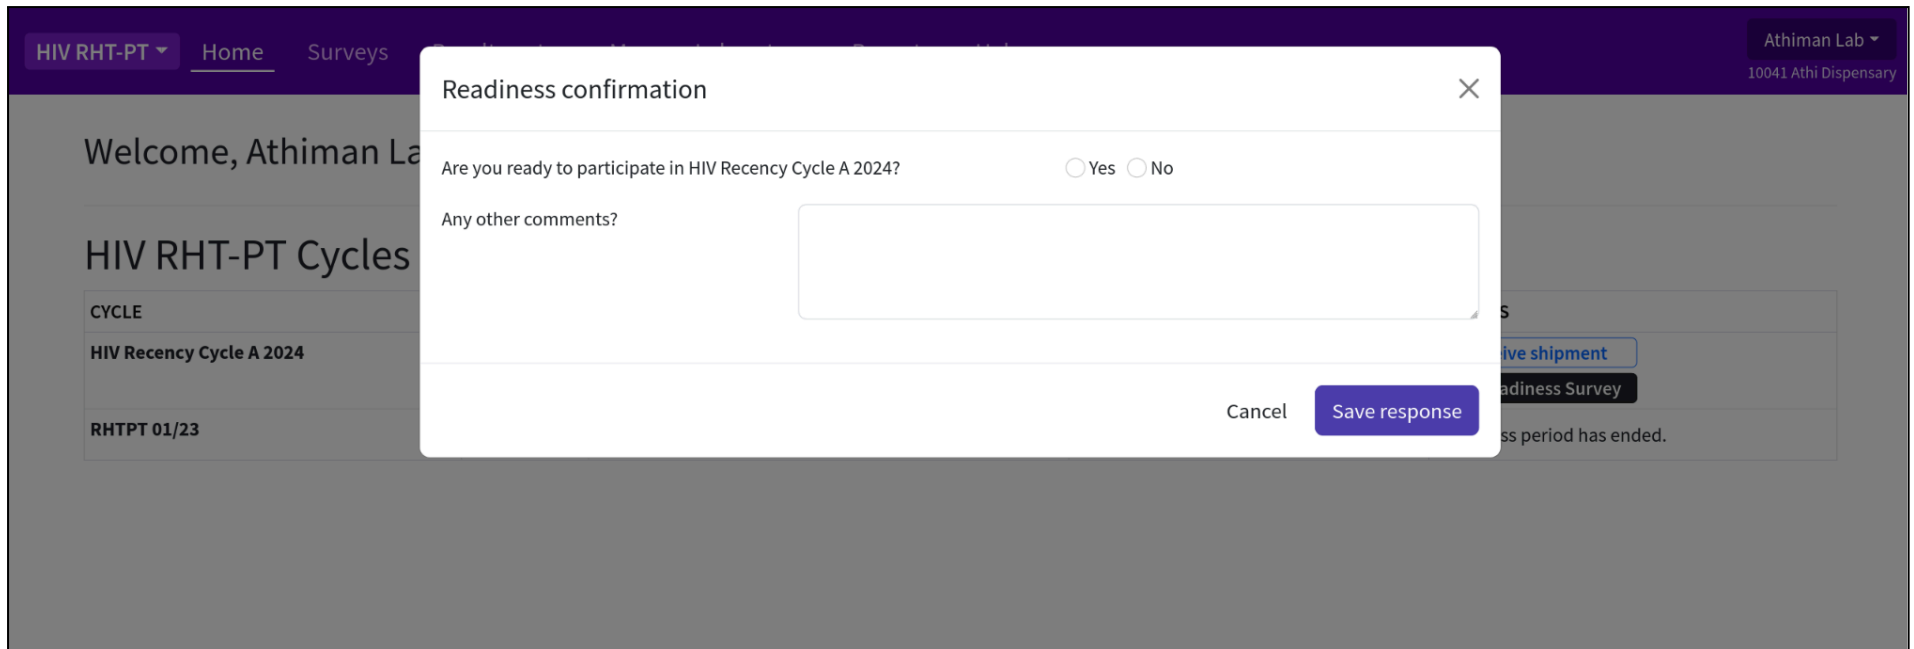 HIV RHT-PT Home Surveys Athiman Lab
10041 Athi Dispensary
Readiness confirmation
Welcome, Athiman La
Are you ready to participate in HIV Recency Cycle A 2024? Yes No
Any other comments?
HIV RHT-PT Cycles
CYCLE S
HIV Recency Cycle A 2024 ive shipment
adiness Survey
Cancel Save response
RHTPT 01/23 ss period has ended.